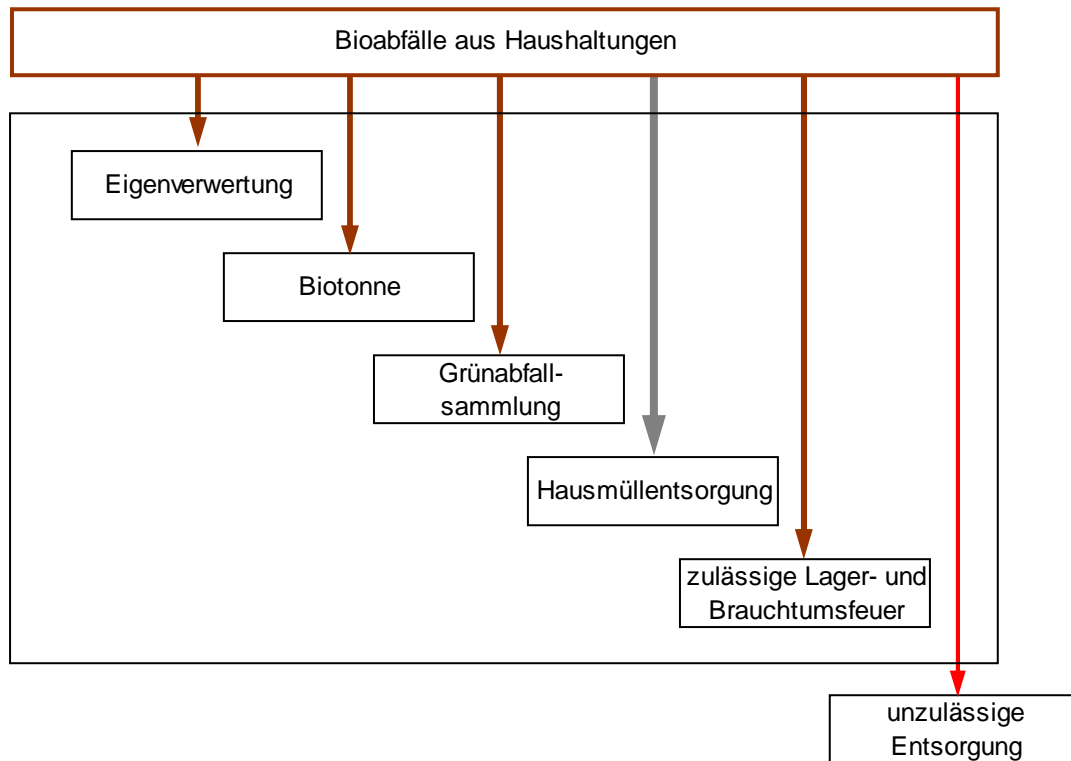 Bioabfälle aus Haushaltungen
Eigenverwertung
Biotonne
Grünabfall-
sammlung
Hausmüllentsorgung
zulässige Lager- und
Brauchtumsfeuer
unzulässige
Entsorgung